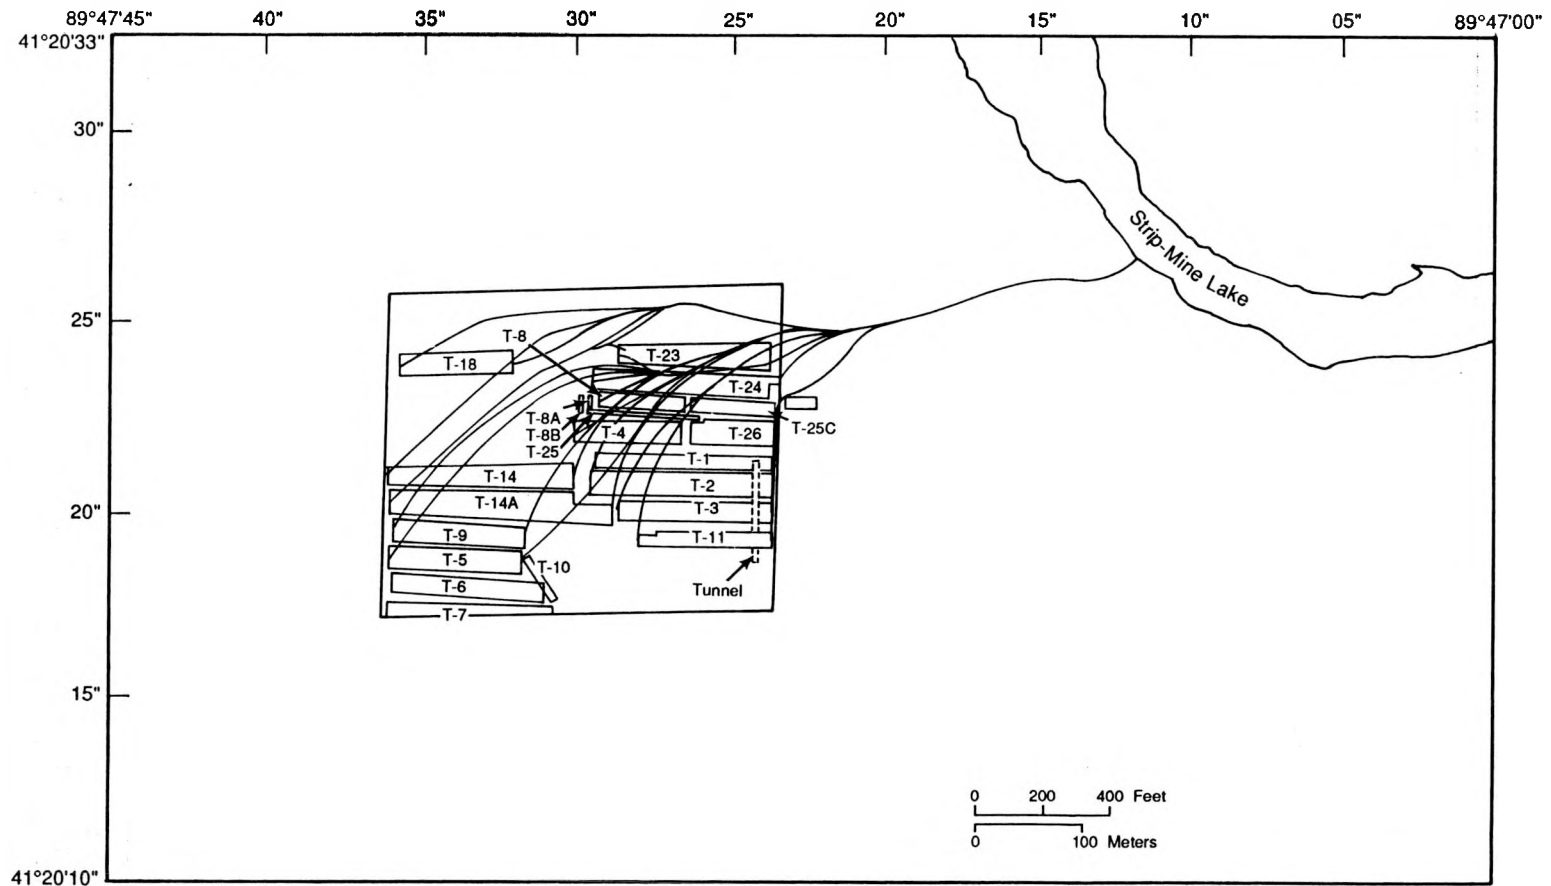 89°47'45" 40" 35" 30" 25" 20" 15" 10" 05" 89°47'00"
41°20'33"
30"
Strip-Mine Lake
25"
T-8
T-23
T-18
T-24
T-8A
T-8B
T-25
T-4
T-26
T-25C
T-1
T-14
T-2
T-14A
T-3
20"
T-9
T-11
T-5
T-10
T-6
Tunnel
T-7
15"
0 200 400 Feet
0 100 Meters
41°20'10"